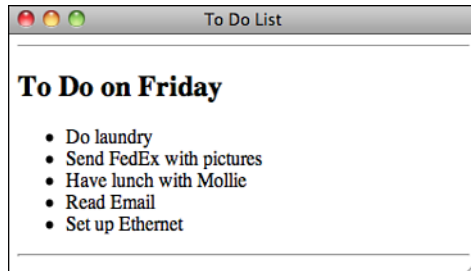 To Do List
To Do on Friday
Do laundry
Send FedEx with pictures
Have lunch with Mollie
Read Email
Set up Ethernet